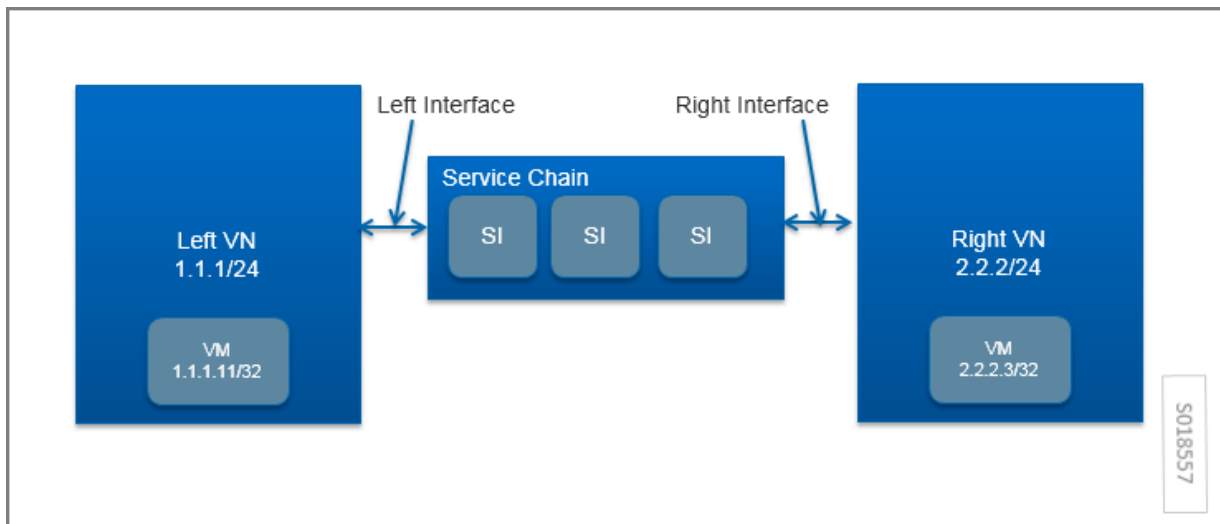 Left Interface
Right Interface
Service Chain
SI
SI
SI
Left VN
1.1.1/24
Right VN
2.2.2/24
VM
1.1.1.11/32
VM
2.2.2.3/32
S018557